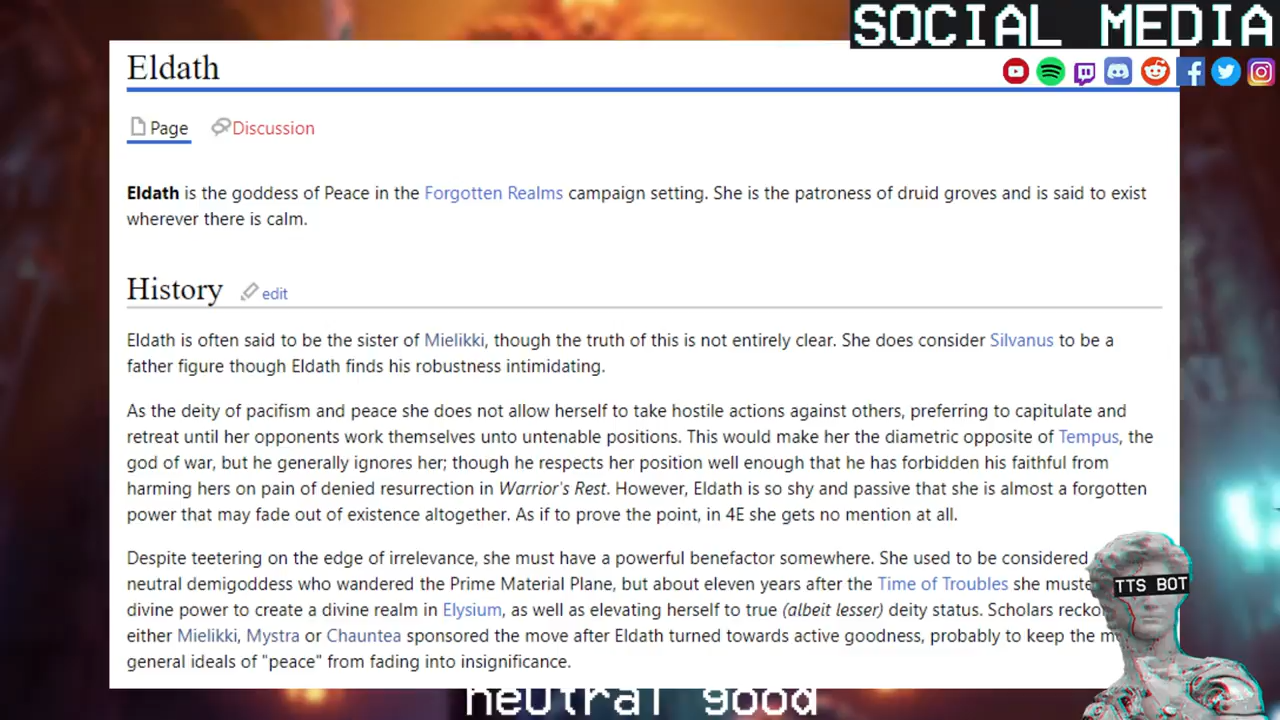 SOCIAL MEDIA
Eldath
Page Discussion
Eldath is the goddess of Peace in the Forgotten Realms campaign setting. She is the patroness of druid groves and is said to exist
wherever there is calm.
History edit
Eldath is often said to be the sister of Mielikki, though the truth of this is not entirely clear. She does consider Silvanus to be a
father figure though Eldath finds his robustness intimidating.
As the deity of pacifism and peace she does not allow herself to take hostile actions against others, preferring to capitulate and
retreat until her opponents work themselves unto untenable positions. This would make her the diametric opposite of Tempus, the
god of war, but he generally ignores her; though he respects her position well enough that he has forbidden his faithful from
harming hers on pain of denied resurrection in Warrior's Rest. However, Eldath is so shy and passive that she is almost a forgotten
power that may fade out of existence altogether. As if to prove the point, in 4E she gets no mention at all.
Despite teetering on the edge of irrelevance, she must have a powerful benefactor somewhere. She used to be considered
neutral demigoddess who wandered the Prime Material Plane, but about eleven years after the Time of Troubles she
divine power to create a divine realm in Elysium, as well as elevating herself to true (albeit lesser) deity status. Scholars
either Mielikki, Mystra or Chauntea sponsored the move after Eldath turned towards active goodness, probably to keep the
general ideals of "peace" from fading into insignificance.
TTS BOT
neutral good